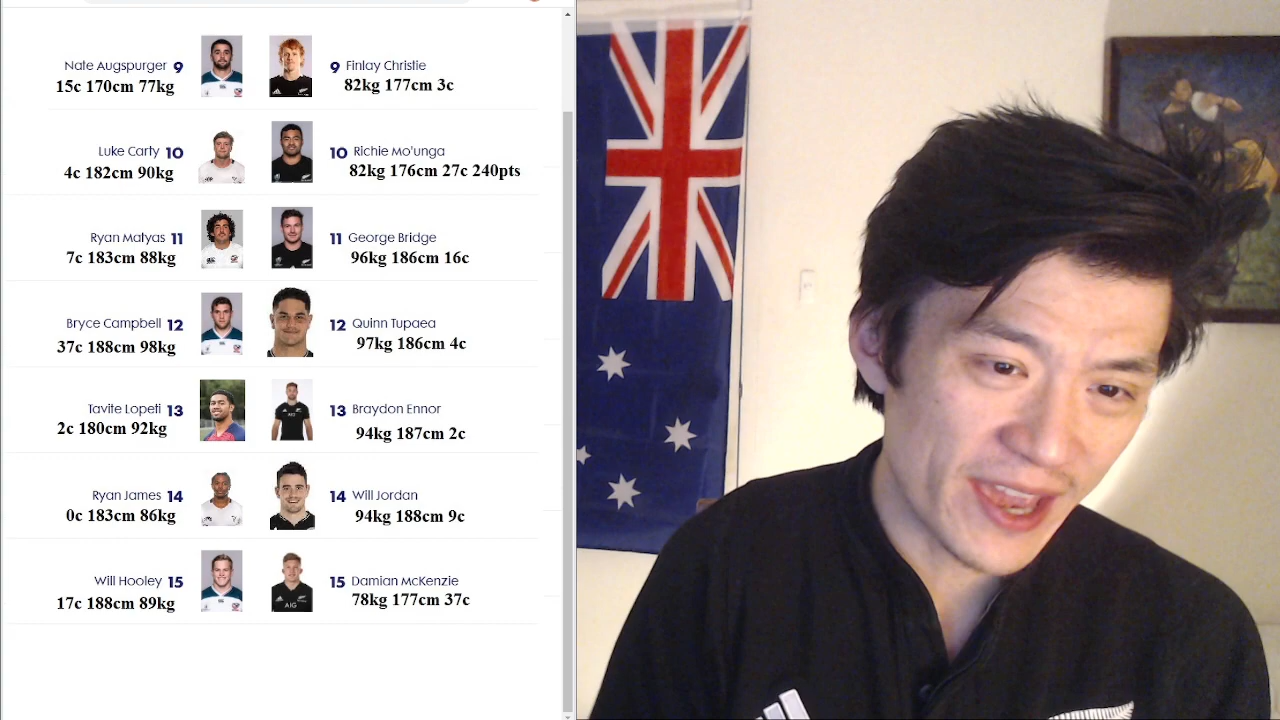 Nate Augspurger 9
15c 170cm 77kg
9 Finlay Christie
82kg 177cm 3c
Luke Carty 10
4c 182cm 90kg
10 Richie Mo'unga
82kg 176cm 27c 240pts
Ryan Matyas 11
7c 183cm 88kg
11 George Bridge
96kg 186cm 16c
Bryce Campbell 12
37c 188cm 98kg
12 Quinn Tupaea
97kg 186cm 4c
Tavite Lopeti 13
2c 180cm 92kg
13 Braydon Ennor
94kg 187cm 2c
Ryan James 14
0c 183cm 86kg
14 Will Jordan
94kg 188cm 9c
Will Hooley 15
17c 188cm 89kg
15 Damian McKenzie
78kg 177cm 37c
AIG